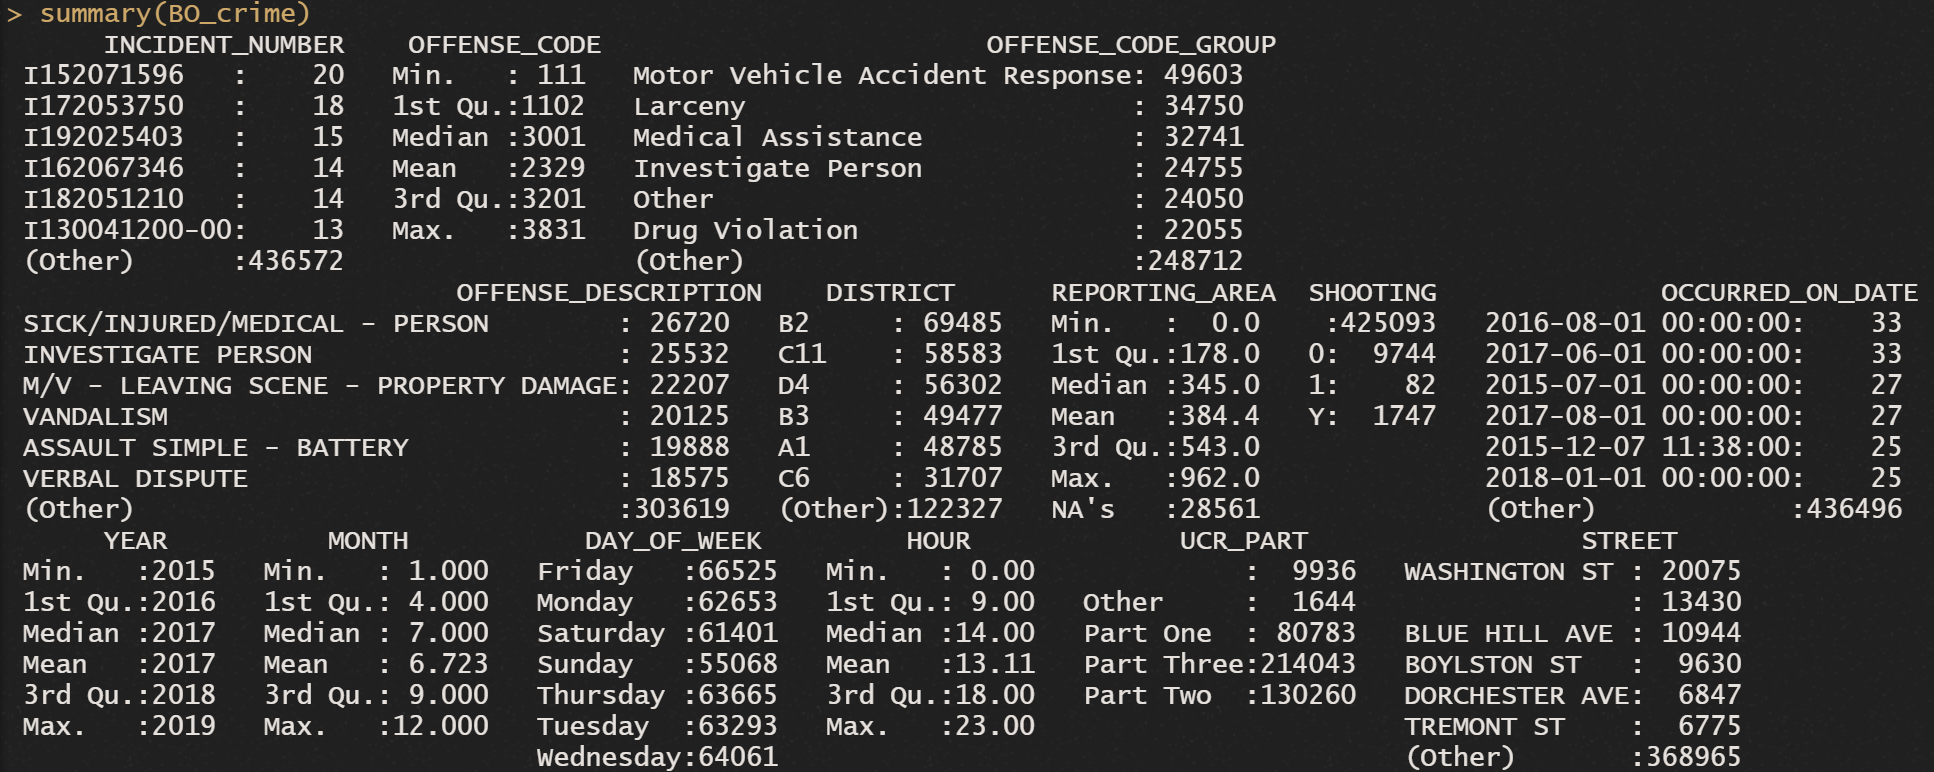 > summary(BO_crime)
     INCIDENT_NUMBER    OFFENSE_CODE                        OFFENSE_CODE_GROUP
I152071596   :    20   Min.   : 111   Motor Vehicle Accident Response: 49603
I172053750   :    18   1st Qu.:1102   Larceny                        : 34750
I192025403   :    15   Median :3001   Medical Assistance             : 32741
I162067346   :    14   Mean   :2329   Investigate Person             : 24755
I182051210   :    14   3rd Qu.:3201   Other                          : 24050
I130041200-00:    13   Max.   :3831   Drug Violation                 : 22055
(Other)      :436572                  (Other)                        :248712
                           OFFENSE_DESCRIPTION    DISTRICT      REPORTING_AREA  SHOOTING              OCCURRED_ON_DATE
SICK/INJURED/MEDICAL - PERSON        : 26720   B2     : 69485   Min.   :  0.0    :425093   2016-08-01 00:00:00:    33
INVESTIGATE PERSON                   : 25532   C11    : 58583   1st Qu.:178.0   0:  9744   2017-06-01 00:00:00:    33
M/V - LEAVING SCENE - PROPERTY DAMAGE: 22207   D4     : 56302   Median :345.0   1:    82   2015-07-01 00:00:00:    27
VANDALISM                            : 20125   B3     : 49477   Mean   :384.4   Y:  1747   2017-08-01 00:00:00:    27
ASSAULT SIMPLE - BATTERY             : 19888   A1     : 48785   3rd Qu.:543.0              2015-12-07 11:38:00:    25
VERBAL DISPUTE                       : 18575   C6     : 31707   Max.   :962.0              2018-01-01 00:00:00:    25
(Other)                              :303619   (Other):122327   NA's   :28561              (Other)            :436496
     YEAR          MONTH           DAY_OF_WEEK         HOUR             UCR_PART                 STREET
Min.   :2015   Min.   : 1.000   Friday   :66525   Min.   : 0.00             :  9936   WASHINGTON ST : 20075
1st Qu.:2016   1st Qu.: 4.000   Monday   :62653   1st Qu.: 9.00   Other     :  1644                 : 13430
Median :2017   Median : 7.000   Saturday :61401   Median :14.00   Part One  : 80783   BLUE HILL AVE : 10944
Mean   :2017   Mean   : 6.723   Sunday   :55068   Mean   :13.11   Part Three:214043   BOYLSTON ST   :  9630
3rd Qu.:2018   3rd Qu.: 9.000   Thursday :63665   3rd Qu.:18.00   Part Two  :130260   DORCHESTER AVE:  6847
Max.   :2019   Max.   :12.000   Tuesday  :63293   Max.   :23.00                       TREMONT ST    :  6775
                                Wednesday:64061                                       (Other)       :368965